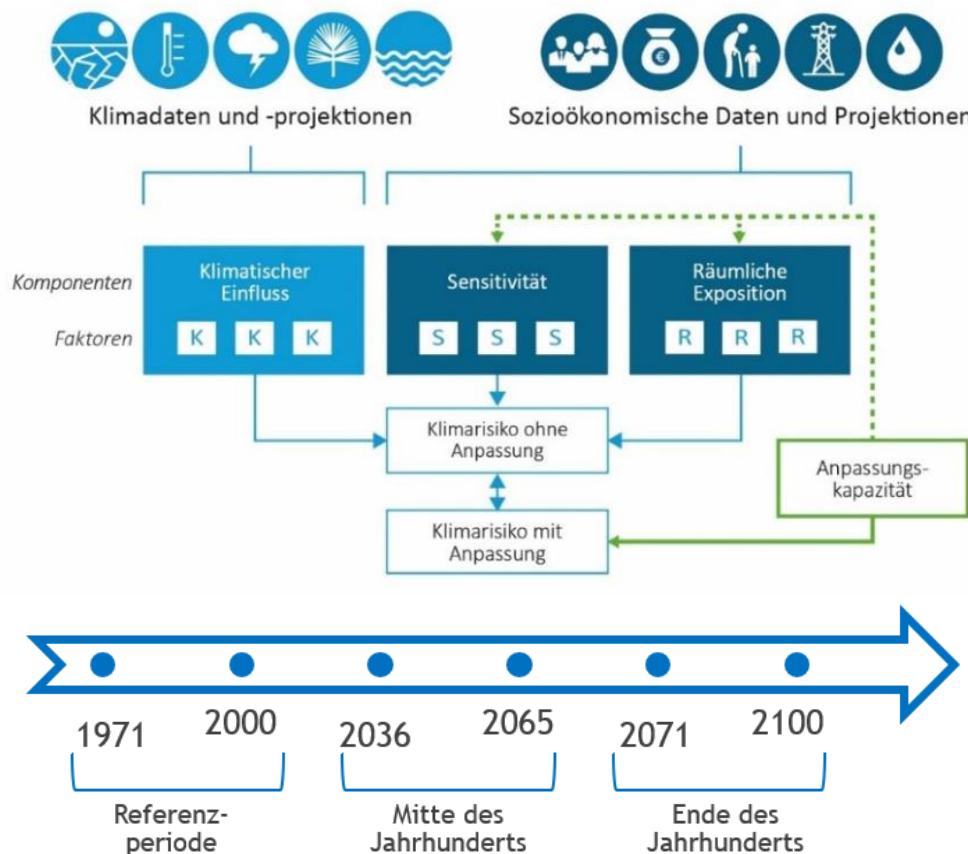 €
Klimadaten und -projektionen
Sozioökonomische Daten und Projektionen
Komponenten
Faktoren
Klimatischer
Einfluss
K K K
Sensitivität
S S S
Räumliche
Exposition
R R R
Klimarisiko ohne
Anpassung
Anpassungs-
kapazität
Klimarisiko mit
Anpassung
1971
2000
2036
2065
2071
2100
Referenz-
periode
Mitte des
Jahrhunderts
Ende des
Jahrhunderts